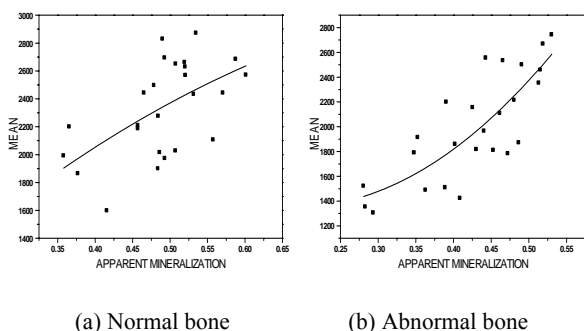 3000
2800
2600
2400
2200
2000
1800
1600
1400
MEAN
0.35 0.40 0.45 0.50 0.55 0.60 0.65
APPARENT MINERALIZATION
2800
2600
2400
2200
2000
1800
1600
1400
1200
MEAN
0.25 0.30 0.35 0.40 0.45 0.50 0.55
APPARENT MINERALIZATION
(a) Normal bone
(b) Abnormal bone